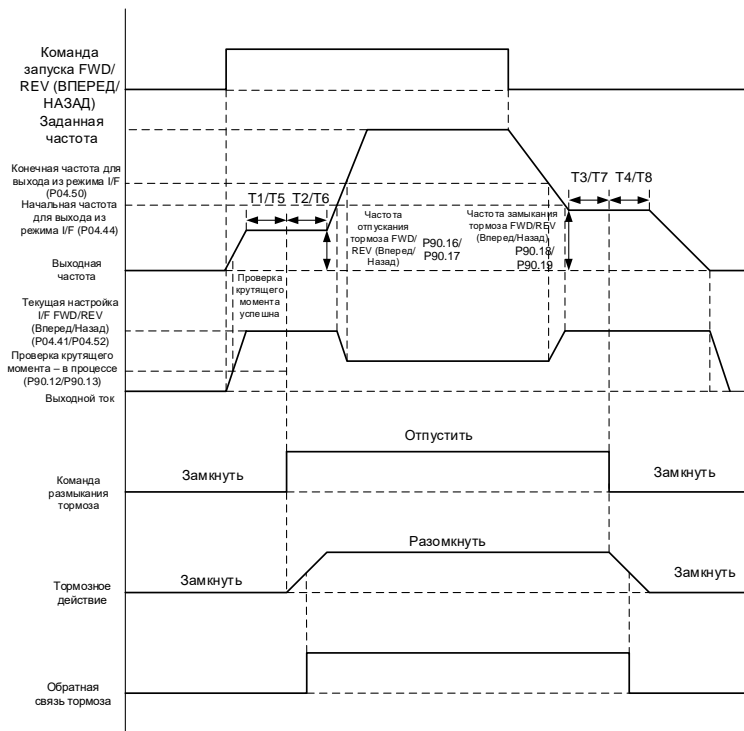 Команда
запуска FWD/
REV (ВПЕРЕД/
НАЗАД)
Заданная
частота
Конечная частота для
выхода из режима I/F
(P04.50)
Начальная частота
для выхода из
режима I/F (P04.44)
Выходная
частота
T1/T5
T2/T6
T3/T7
T4/T8
Частота
отпускания
тормоза FWD/
REV (Вперед/
Назад)
P90.16/
P90.17
Частота замыкания
тормоза FWD/REV
(Вперед/Назад)
P90.18/
P90.19
Проверка
крутящего
момента
успешна
Текущая настройка
I/F FWD/REV
(Вперед/Назад)
(P04.41/P04.52)
Проверка крутящего
момента – в процессе
(P90.12/P90.13)
Выходной ток
Команда
размыкания
тормоза
Замкнуть
Отпустить
Замкнуть
Тормозное
действие
Замкнуть
Разомкнуть
Замкнуть
Обратная
связь тормоза